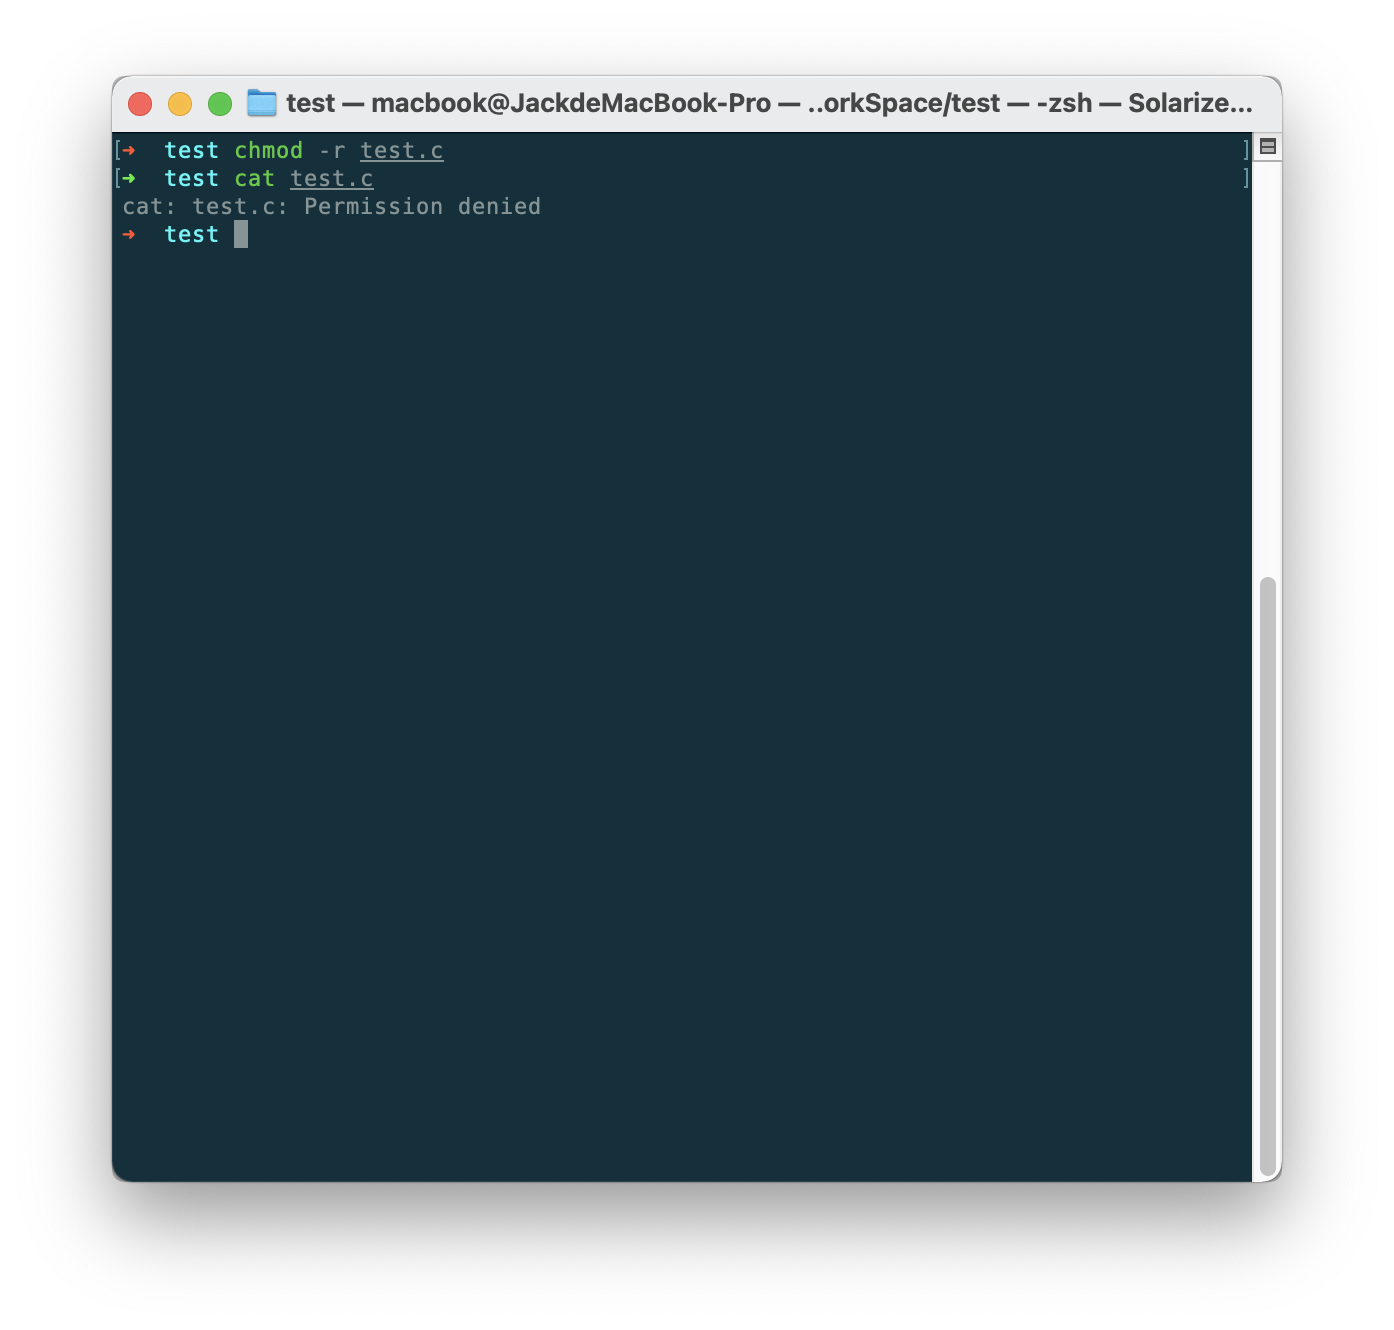 test — macbook@JackdeMacBook-Pro — ..orkSpace/test — -zsh — Solarize...
[➜  test chmod -r test.c ]
[➜  test cat test.c ]
cat: test.c: Permission denied
➜  test